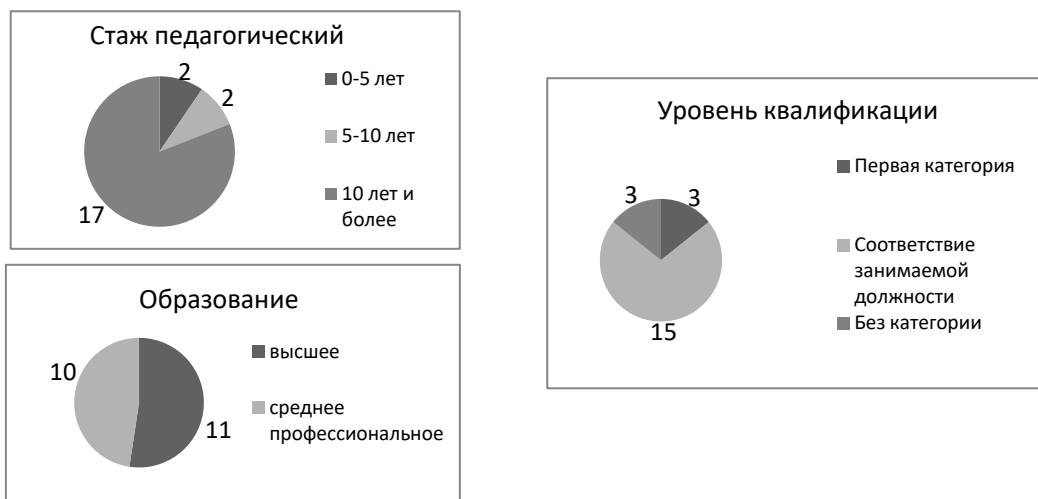 Стаж педагогический
2
2
17
0-5 лет
5-10 лет
10 лет и
более
Образование
10
11
высшее
среднее
профессиональное
Уровень квалификации
3
3
15
Первая категория
Соответствие
занимаемой
должности
Без категории